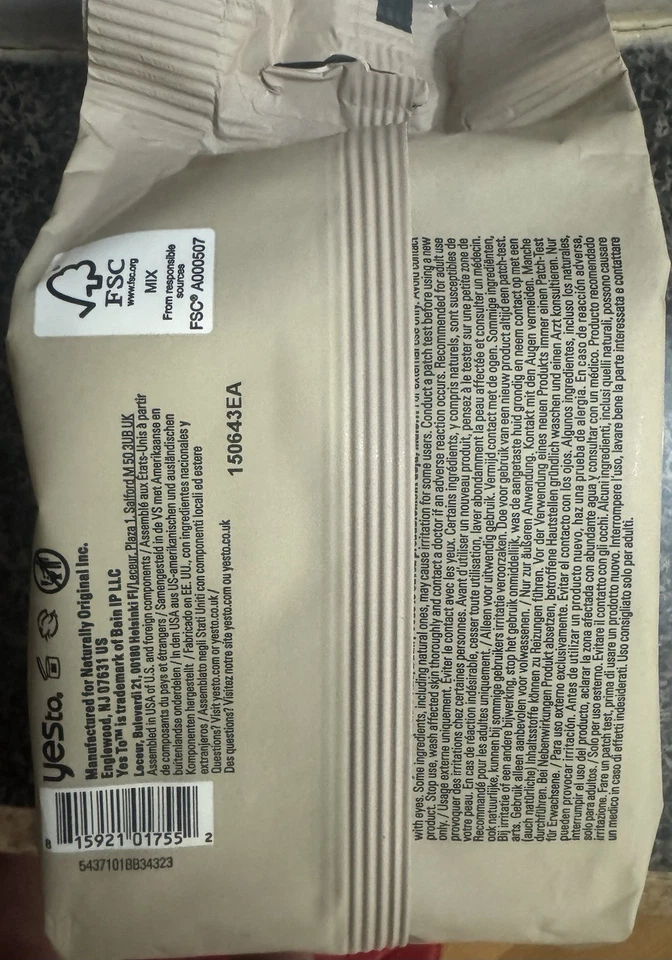 yesto.
Manufactured for Naturally Original Inc.
Englewood, NJ 07631 US
Yes To™ is trademark of Bain IP LLC
Leceur, Bulevardi 21, 00180 Helsinki FI/Leceur, Plaza 1, Salford M 50 3UB UK
Assembled in USA of U.S. and foreign components / Assemblé aux États-Unis à partir
de composants du pays et étrangers / Samengesteld in de VS met Amerikaanse en
buitenlandse onderdelen / In den USA aus US-amerikanischen und ausländischen
Komponenten hergestellt / Fabricado en EE. UU., con ingredientes nacionales y
extranjeros / Assemblato negli Stati Uniti con componenti locali ed estere
Questions? Visit yesto.com or yesto.co.uk /
Des questions? Visitez notre site yesto.com ou yesto.co.uk
150643EA
FSC
www.fsc.org
MIX
From responsible
sources
FSC® A000507
8 15921 01755 2
5437101BB34323
for external use only. Avoid contact
with eyes. Some ingredients, including natural ones, may cause irritation for some users. Conduct a patch test before using a new
product. Stop use, wash affected skin thoroughly and contact a doctor if an adverse reaction occurs. Recommended for adult use
only. / Usage externe uniquement. Éviter le contact avec les yeux. Certains ingrédients, y compris naturels, sont susceptibles de
provoquer des irritations chez certaines personnes. Avant d'utiliser un nouveau produit, pensez à le tester sur une petite zone de
votre peau. En cas de réaction indésirable, cesser toute utilisation, laver abondamment la peau affectée et consulter un médecin.
Recommandé pour les adultes uniquement. / Alleen voor uitwendig gebruik. Vermijd contact met de ogen. Sommige ingrediënten,
ook natuurlijke, kunnen bij sommige gebruikers irritatie veroorzaken. Doe voor gebruik van een nieuw product altijd een patch-test.
Bij irritatie of een andere bijwerking, stop het gebruik onmiddellijk, was de aangetaste huid grondig en neem contact op met een
arts. Gebruik alleen aanbevolen voor volwassenen. / Nur zur äußeren Anwendung. Kontakt mit den Augen vermeiden. Manche
(auch natürliche) Inhaltsstoffe können zu Reizungen führen. Vor der Verwendung eines neuen Produkts immer einen Patch-Test
durchführen. Bei Nebenwirkungen Produkt absetzen, betroffene Hautstellen gründlich waschen und einen Arzt konsultieren. Nur
für Erwachsene. / Para uso externo exclusivamente. Evitar el contacto con los ojos. Algunos ingredientes, incluso los naturales,
pueden provocar irritación. Antes de utilizar un producto nuevo, haz una prueba de alergia. En caso de reacción adversa,
interrumpir el uso del producto, aclarar la zona afectada con abundante agua y consultar con un médico. Producto recomendado
solo para adultos. / Solo per uso esterno. Evitare il contatto con gli occhi. Alcuni ingredienti, inclusi quelli naturali, possono causare
irritazione. Fare un patch test, prima di usare un prodotto nuovo. Interrompere l'uso, lavare bene la parte interessata e contattare
un medico in caso di effetti indesiderati. Uso consigliato solo per adulti.